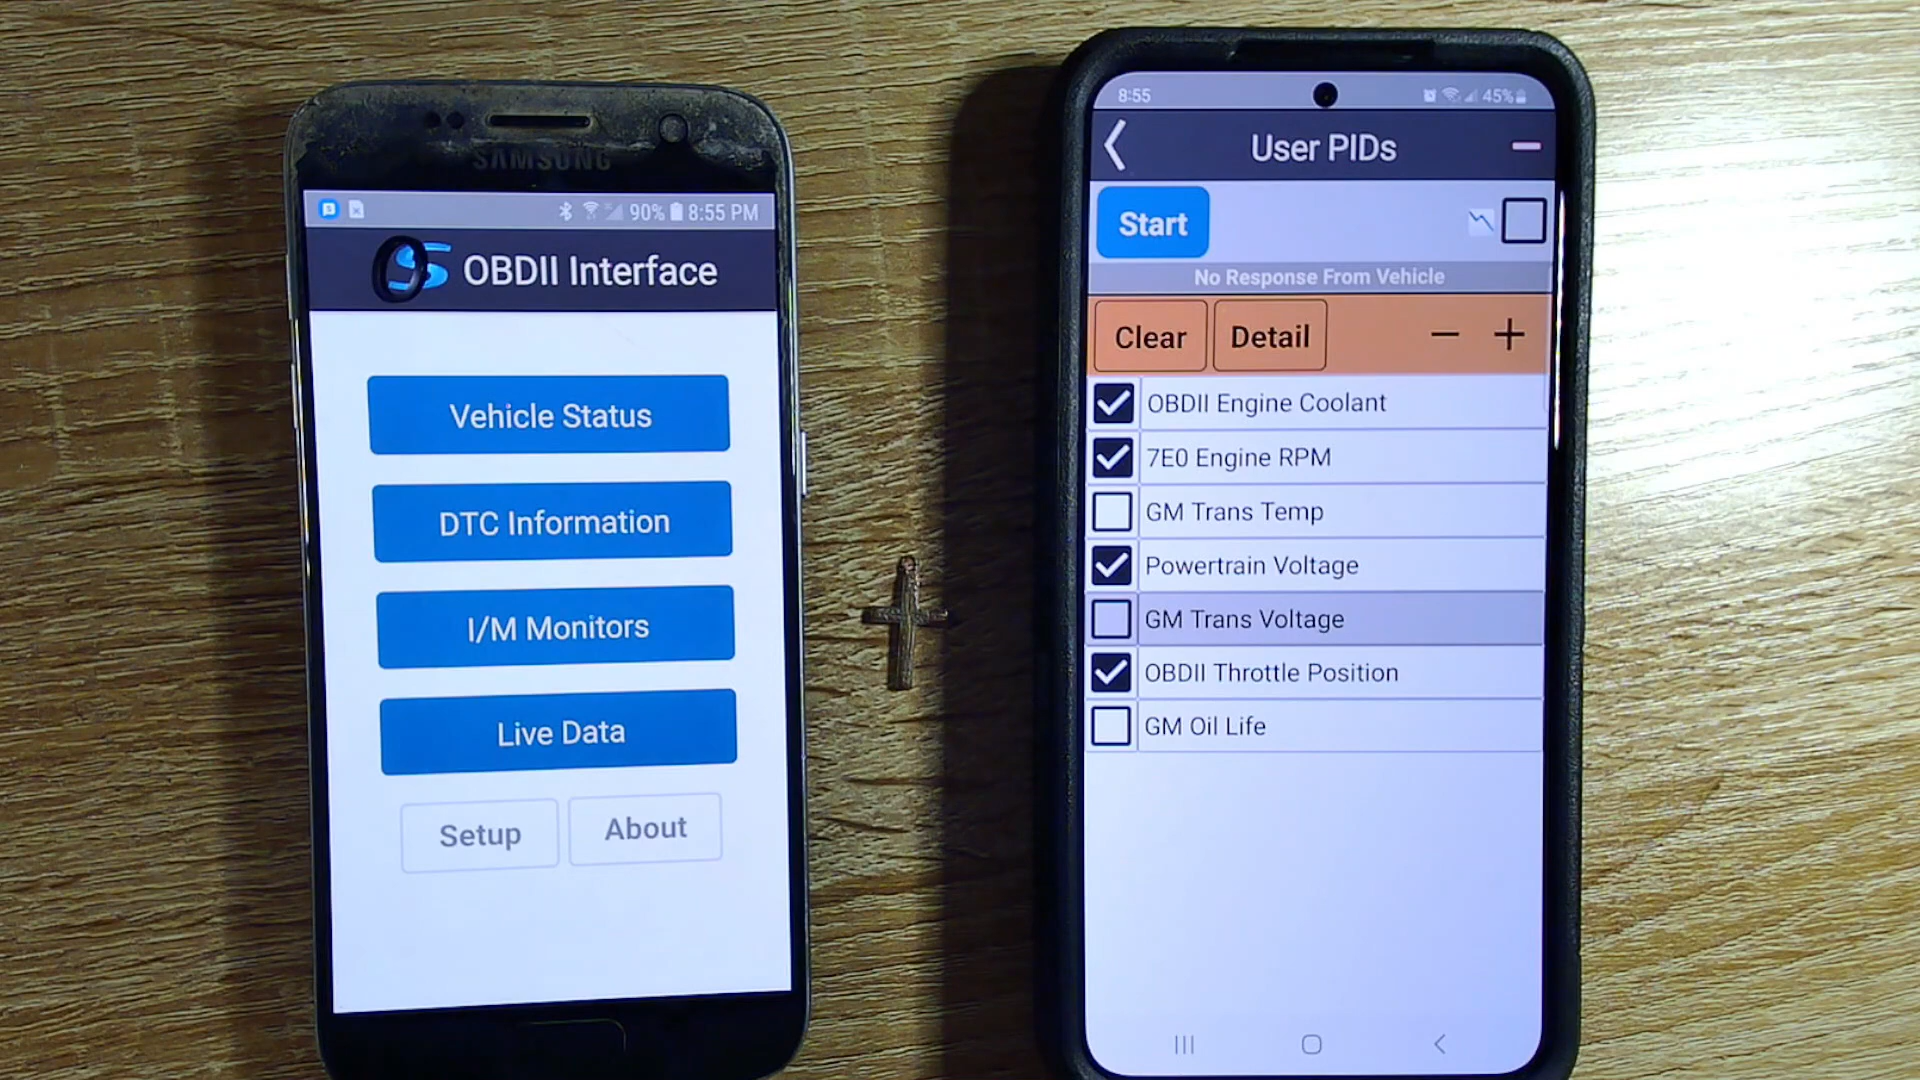 SAMSUNG
90% 8:55 PM
OBDII Interface
Vehicle Status
DTC Information
I/M Monitors
Live Data
Setup
About
8:55
45%
User PIDs
Start
No Response From Vehicle
Clear
Detail
− +
OBDII Engine Coolant
7E0 Engine RPM
GM Trans Temp
Powertrain Voltage
GM Trans Voltage
OBDII Throttle Position
GM Oil Life